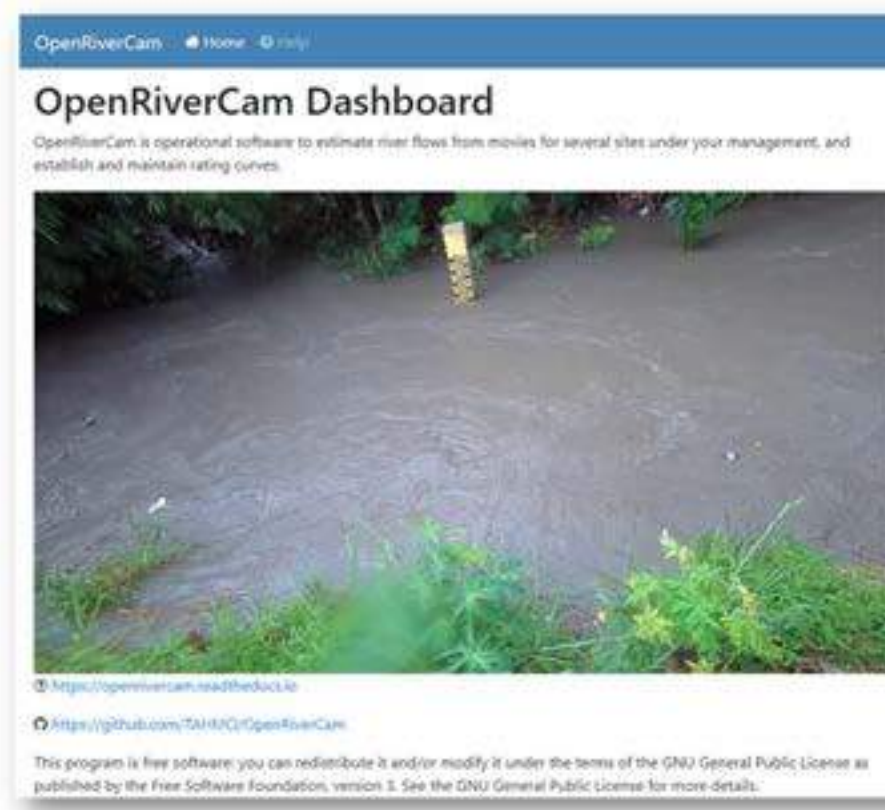 OpenRiverCam Home Help
OpenRiverCam Dashboard
OpenRiverCam is operational software to estimate river flows from movies for several sites under your management, and
establish and maintain rating curves.
https://openrivercam.readthedocs.io
https://github.com/TAHMO/OpenRiverCam
This program is free software: you can redistribute it and/or modify it under the terms of the GNU General Public License as
published by the Free Software Foundation, version 3. See the GNU General Public License for more details.